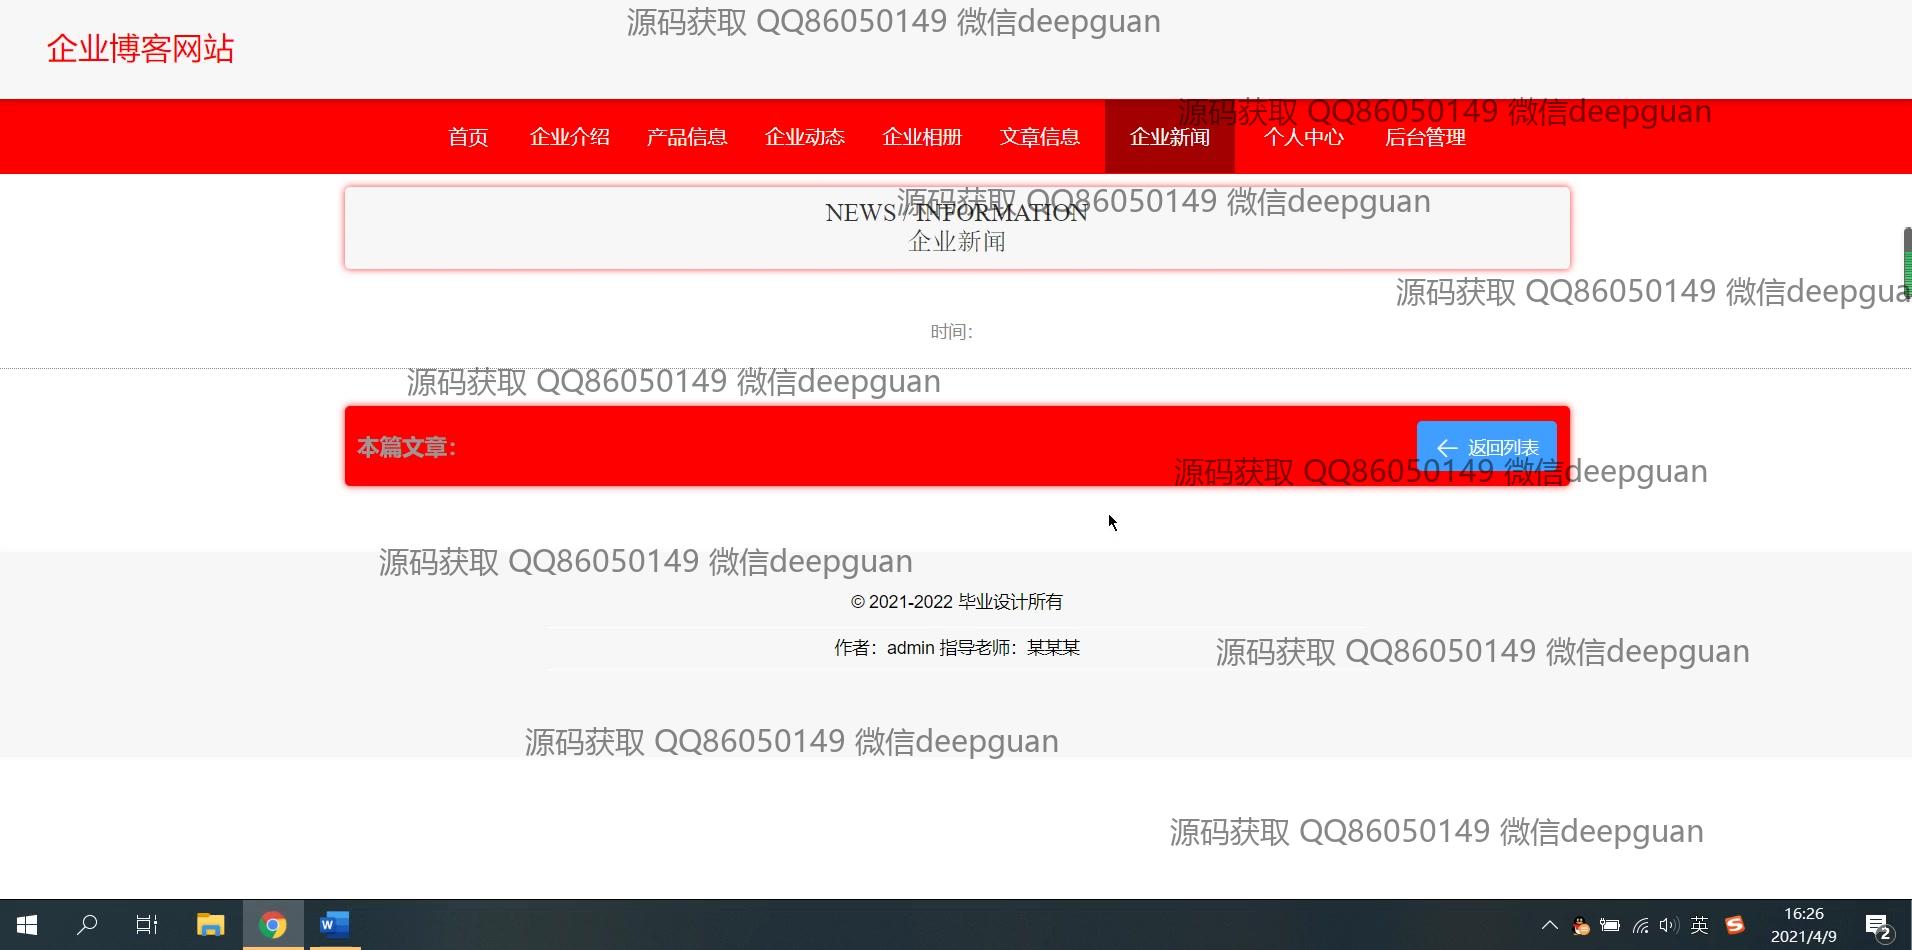 源码获取 QQ86050149 微信deepguan
企业博客网站
源码获取 QQ86050149 微信deepguan
首页 企业介绍 产品信息 企业动态 企业相册 文章信息 企业新闻 个人中心 后台管理
源码获取 QQ86050149 微信deepguan
NEWS / INFORMATION
企业新闻
源码获取 QQ86050149 微信deepgua
时间：
源码获取 QQ86050149 微信deepguan
本篇文章：
返回列表
源码获取 QQ86050149 微信deepguan
源码获取 QQ86050149 微信deepguan
© 2021-2022 毕业设计所有
作者：admin 指导老师：某某某
源码获取 QQ86050149 微信deepguan
源码获取 QQ86050149 微信deepguan
源码获取 QQ86050149 微信deepguan
W 英 S 16:26
2021/4/9 2